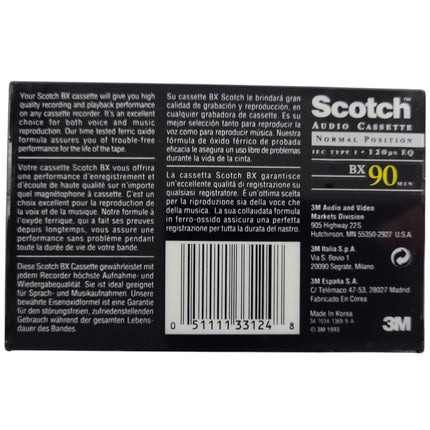 Your Scotch BX cassette will give you high
quality recording and playback performance
on any cassette recorder. It's an excellent
choice for both voice and music
reproduction. Our time tested ferric oxide
formula assures you of trouble-free
performance for the life of the tape.
Votre cassette Scotch BX vous offrira
une performance d'enregistrement et
d'écoute de haute qualité sur n'importe
quel magnétophone. C'est un excellent
choix pour la reproduction de
la voix et de la musique. Notre formule à
l'oxyde ferrique, qui a fait ses preuves
depuis longtemps, vous assure une
performance sans problème pendant
toute la durée de vie de votre bande.
Diese Scotch BX Cassette gewährleistet mit
jedem Recorder höchste Aufnahme- und
Wiedergabequalität. Sie ist ideal geeignet
für Sprach- und Musikaufnahmen. Unsere
bewährte Eisenoxidformel ist eine Garantie
für den störungsfreien, zufriedenstellenden
Gebrauch während der gesamten Lebens-
dauer des Bandes.
Su cassette BX Scotch le brindará gran
calidad de grabación y reproducción, en
cualquier grabadora de cassette. Es su
mejor selección tanto para reproducir la
voz como para reproducir música. Nuestra
fórmula de óxido férrico de probada
eficacia le asegura un uso libre de problemas
durante la vida de la cinta.
La cassetta Scotch BX garantisce
un'eccellente qualità di registrazione su
qualsiasi registratore. E' un'ottima scelta
per la riproduzione sia della voce che
della musica. La sua collaudata formula
in ferro-ossido assicura una perfetta
registrazione per tutta la durata del nastro.
0 51111 33124 8
Scotch™
AUDIO CASSETTE
NORMAL POSITION
IEC TYPE I • 120µs EQ
BX 90 MIN
3M Audio and Video
Markets Division
905 Highway 22S
Hutchinson, MN 55350-2927 U.S.A.
3M Italia S.p.A.
Via S. Bovio 1
20090 Segrate, Milano
3M España S.A.
C/ Telémaco 47-53, 28027 Madrid
Fabricado En Corea
Made in Korea
© 3M 1993
3M